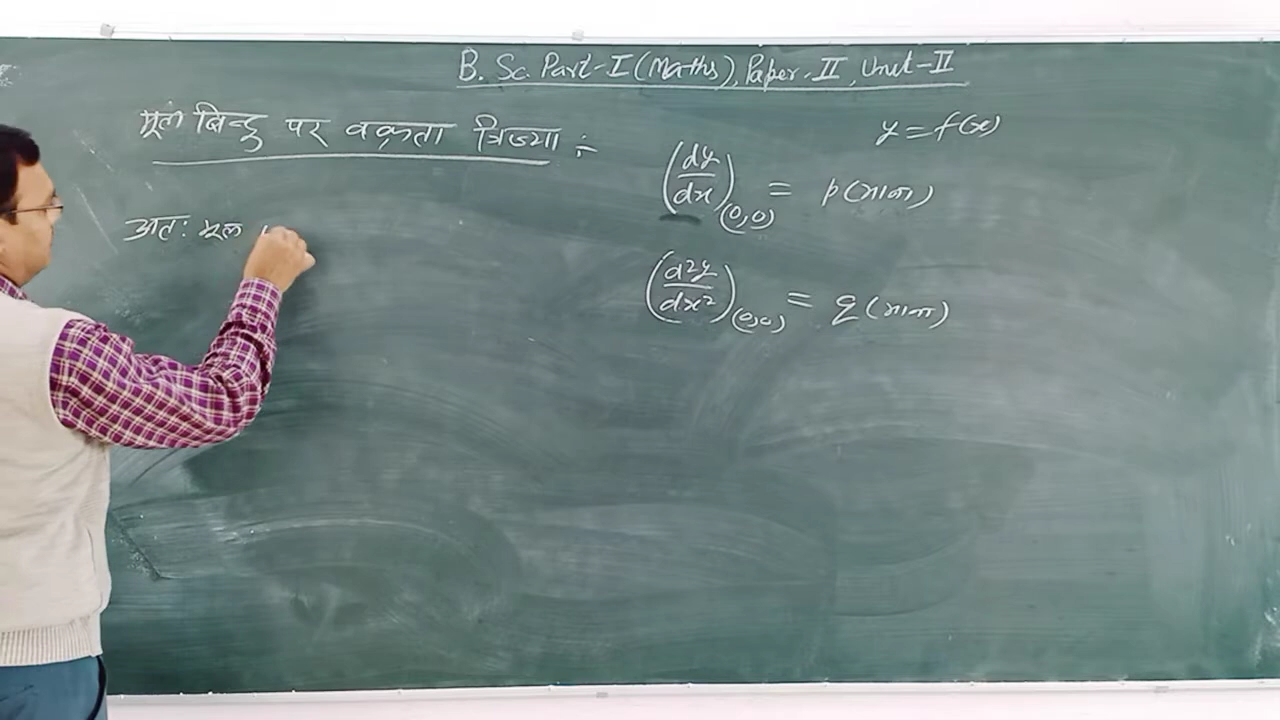 B. Sc. Part-I (Maths), Paper-II, Unit-II
मूल बिन्दु पर वक्रता त्रिज्या :-
y = f(x)
(dy/dx)(0,0) = p (मान)
अतः मूल
(d²y/dx²)(0,0) = q (मान)